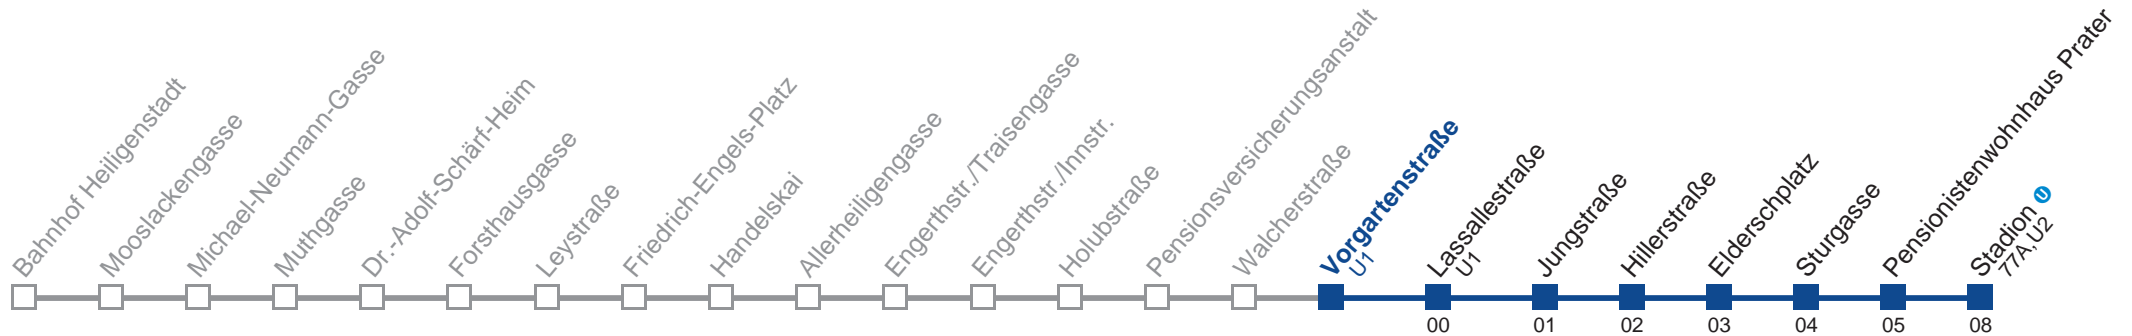 Bahnhof Heiligenstadt
Mooslackengasse
Michael-Neumann-Gasse
Muthgasse
Dr.-Adolf-Schärf-Heim
Forsthausgasse
Leystraße
Friedrich-Engels-Platz
Handelskai
Allerheiligengasse
Engerthstr./Traisengasse
Engerthstr./Innstr.
Holubstraße
Pensionsversicherungsanstalt
Walcherstraße
Vorgartenstraße
U1
Lassallestraße
U1
Jungstraße
Hillerstraße
Elderschplatz
Sturgasse
Pensionistenwohnhaus Prater
Stadion U
77A,U2
00 01 02 03 04 05 08